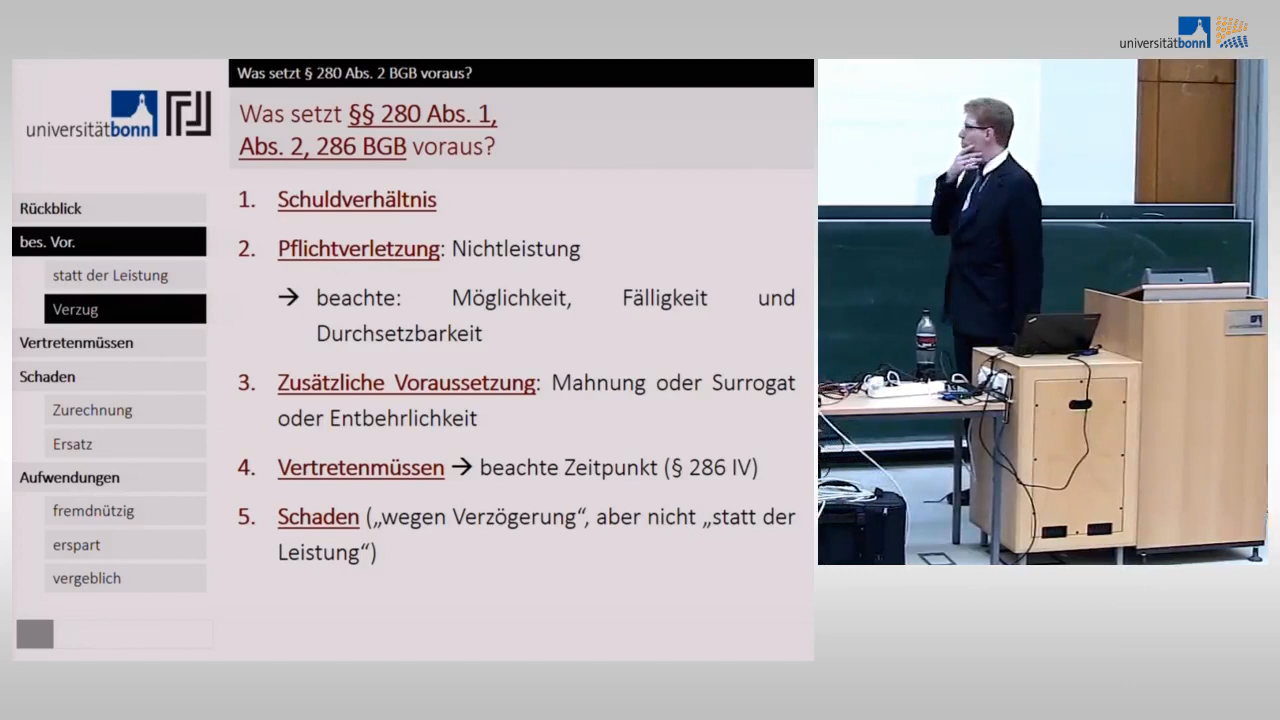 universitätbonn
Was setzt § 280 Abs. 2 BGB voraus?
universitätbonn
Was setzt §§ 280 Abs. 1,
Abs. 2, 286 BGB voraus?
Rückblick
bes. Vor.
statt der Leistung
Verzug
Vertretenmüssen
Schaden
Zurechnung
Ersatz
Aufwendungen
fremdnützig
erspart
vergeblich
1. Schuldverhältnis
2. Pflichtverletzung: Nichtleistung
→ beachte: Möglichkeit, Fälligkeit und
Durchsetzbarkeit
3. Zusätzliche Voraussetzung: Mahnung oder Surrogat
oder Entbehrlichkeit
4. Vertretenmüssen → beachte Zeitpunkt (§ 286 IV)
5. Schaden („wegen Verzögerung“, aber nicht „statt der
Leistung“)